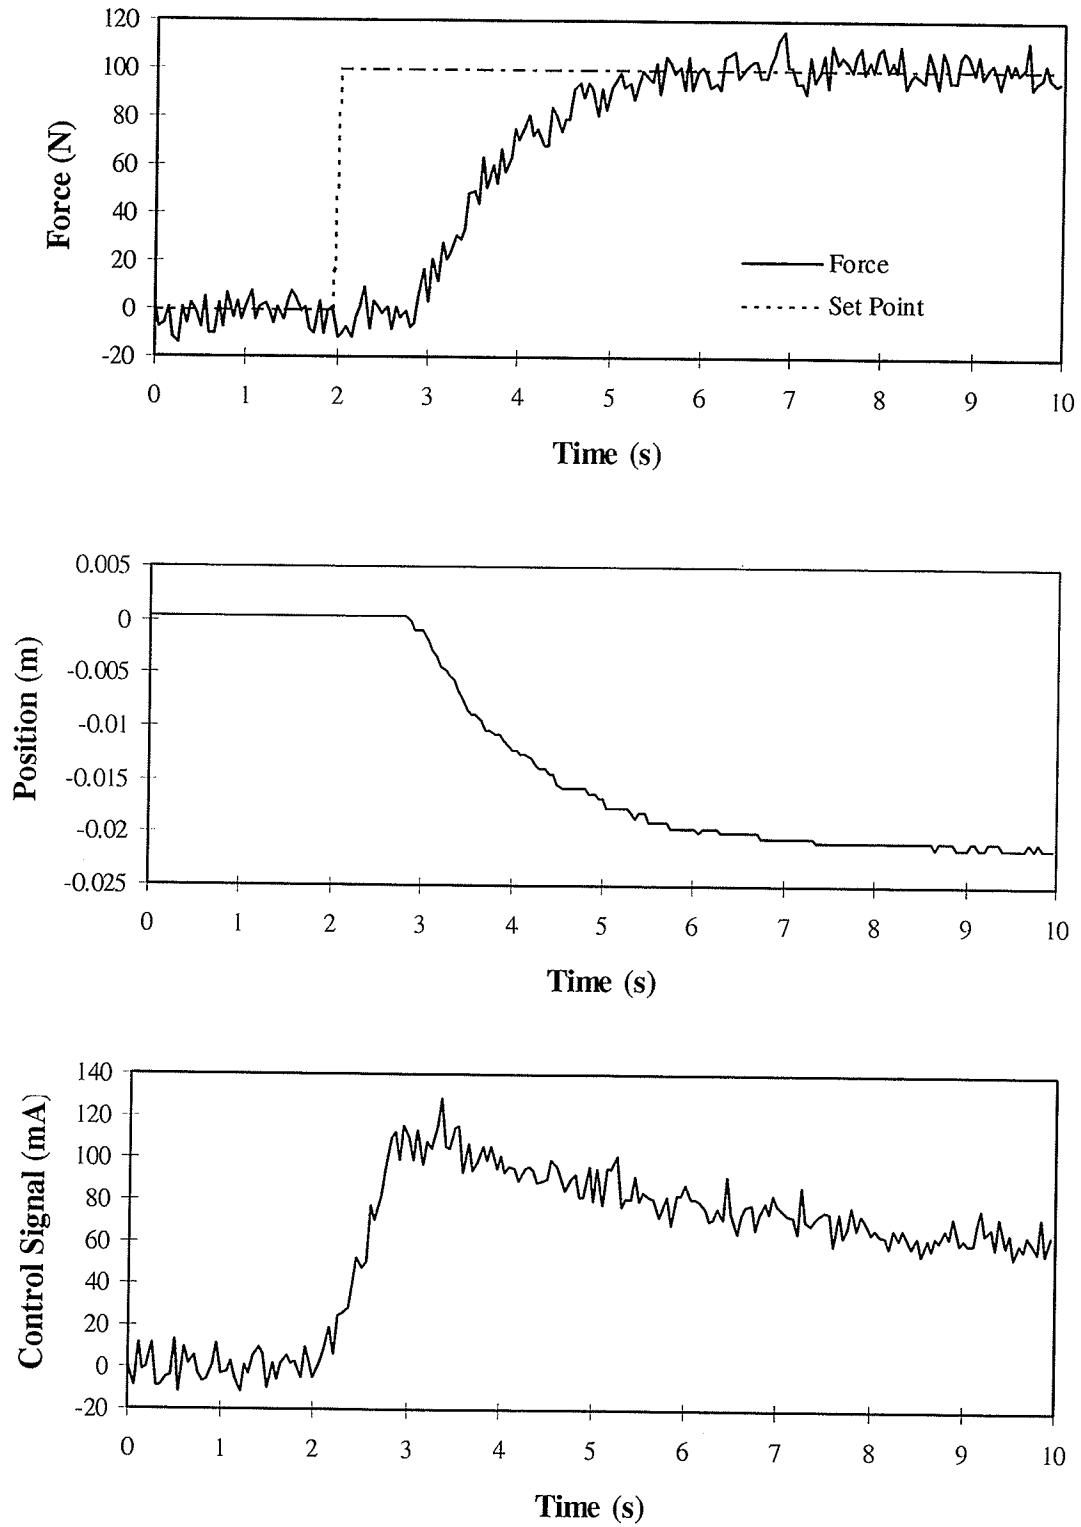 120
100
80
60
40
20
0
-20
Force (N)
Force
Set Point
0 1 2 3 4 5 6 7 8 9 10
Time (s)
0.005
0
-0.005
-0.01
-0.015
-0.02
-0.025
Position (m)
0 1 2 3 4 5 6 7 8 9 10
Time (s)
140
120
100
80
60
40
20
0
-20
Control Signal (mA)
0 1 2 3 4 5 6 7 8 9 10
Time (s)